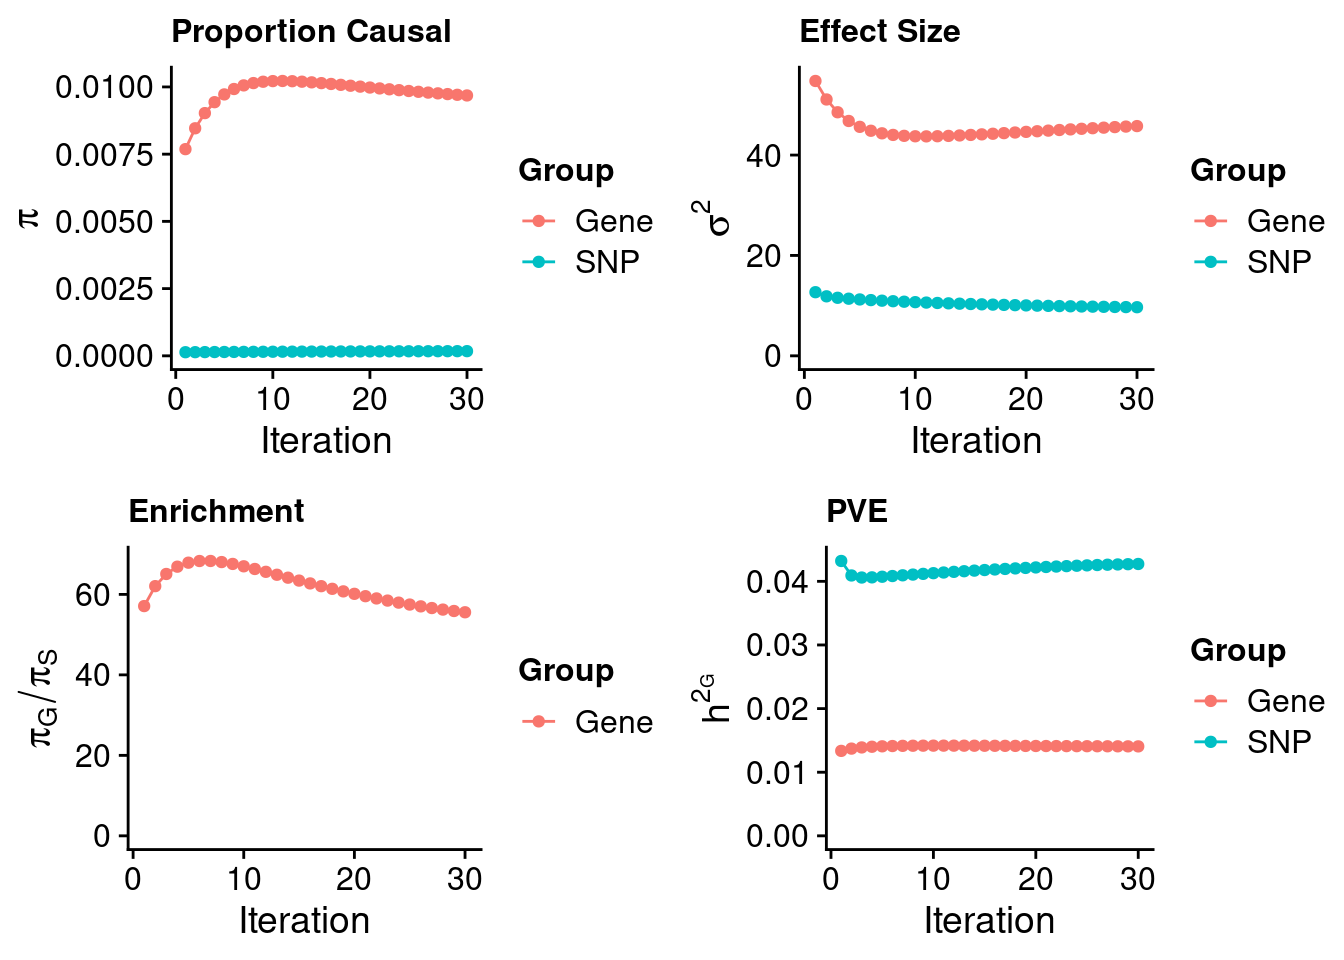 Proportion Causal
0.0100
0.0075
0.0050
0.0025
0.0000
π
0 10 20 30
Iteration
Group
Gene
SNP
Effect Size
40
20
0
σ²
0 10 20 30
Iteration
Group
Gene
SNP
Enrichment
60
40
20
0
πG/πS
0 10 20 30
Iteration
Group
Gene
PVE
0.04
0.03
0.02
0.01
0.00
h2G
0 10 20 30
Iteration
Group
Gene
SNP